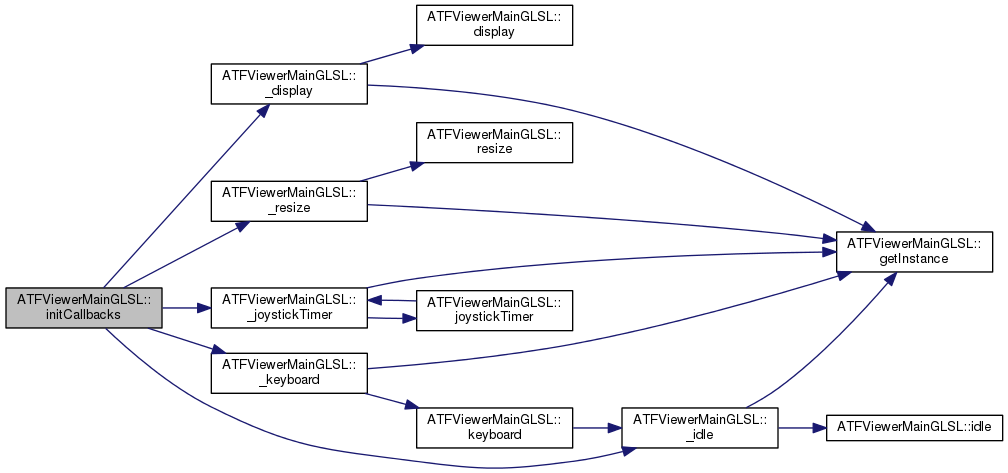 ATFViewerMainGLSL::
display
ATFViewerMainGLSL::
_display
ATFViewerMainGLSL::
resize
ATFViewerMainGLSL::
_resize
ATFViewerMainGLSL::
getInstance
ATFViewerMainGLSL::
initCallbacks
ATFViewerMainGLSL::
_joystickTimer
ATFViewerMainGLSL::
joystickTimer
ATFViewerMainGLSL::
_keyboard
ATFViewerMainGLSL::
keyboard
ATFViewerMainGLSL::
_idle
ATFViewerMainGLSL::idle